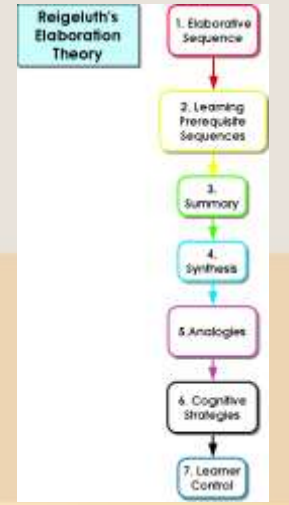 Reigeluth's
Elaboration
Theory
1. Elaborative
Sequence
2. Learning
Prerequisite
Sequences
3.
Summary
4.
Synthesis
5.Analogies
6. Cognitive
Strategies
7. Learner
Control